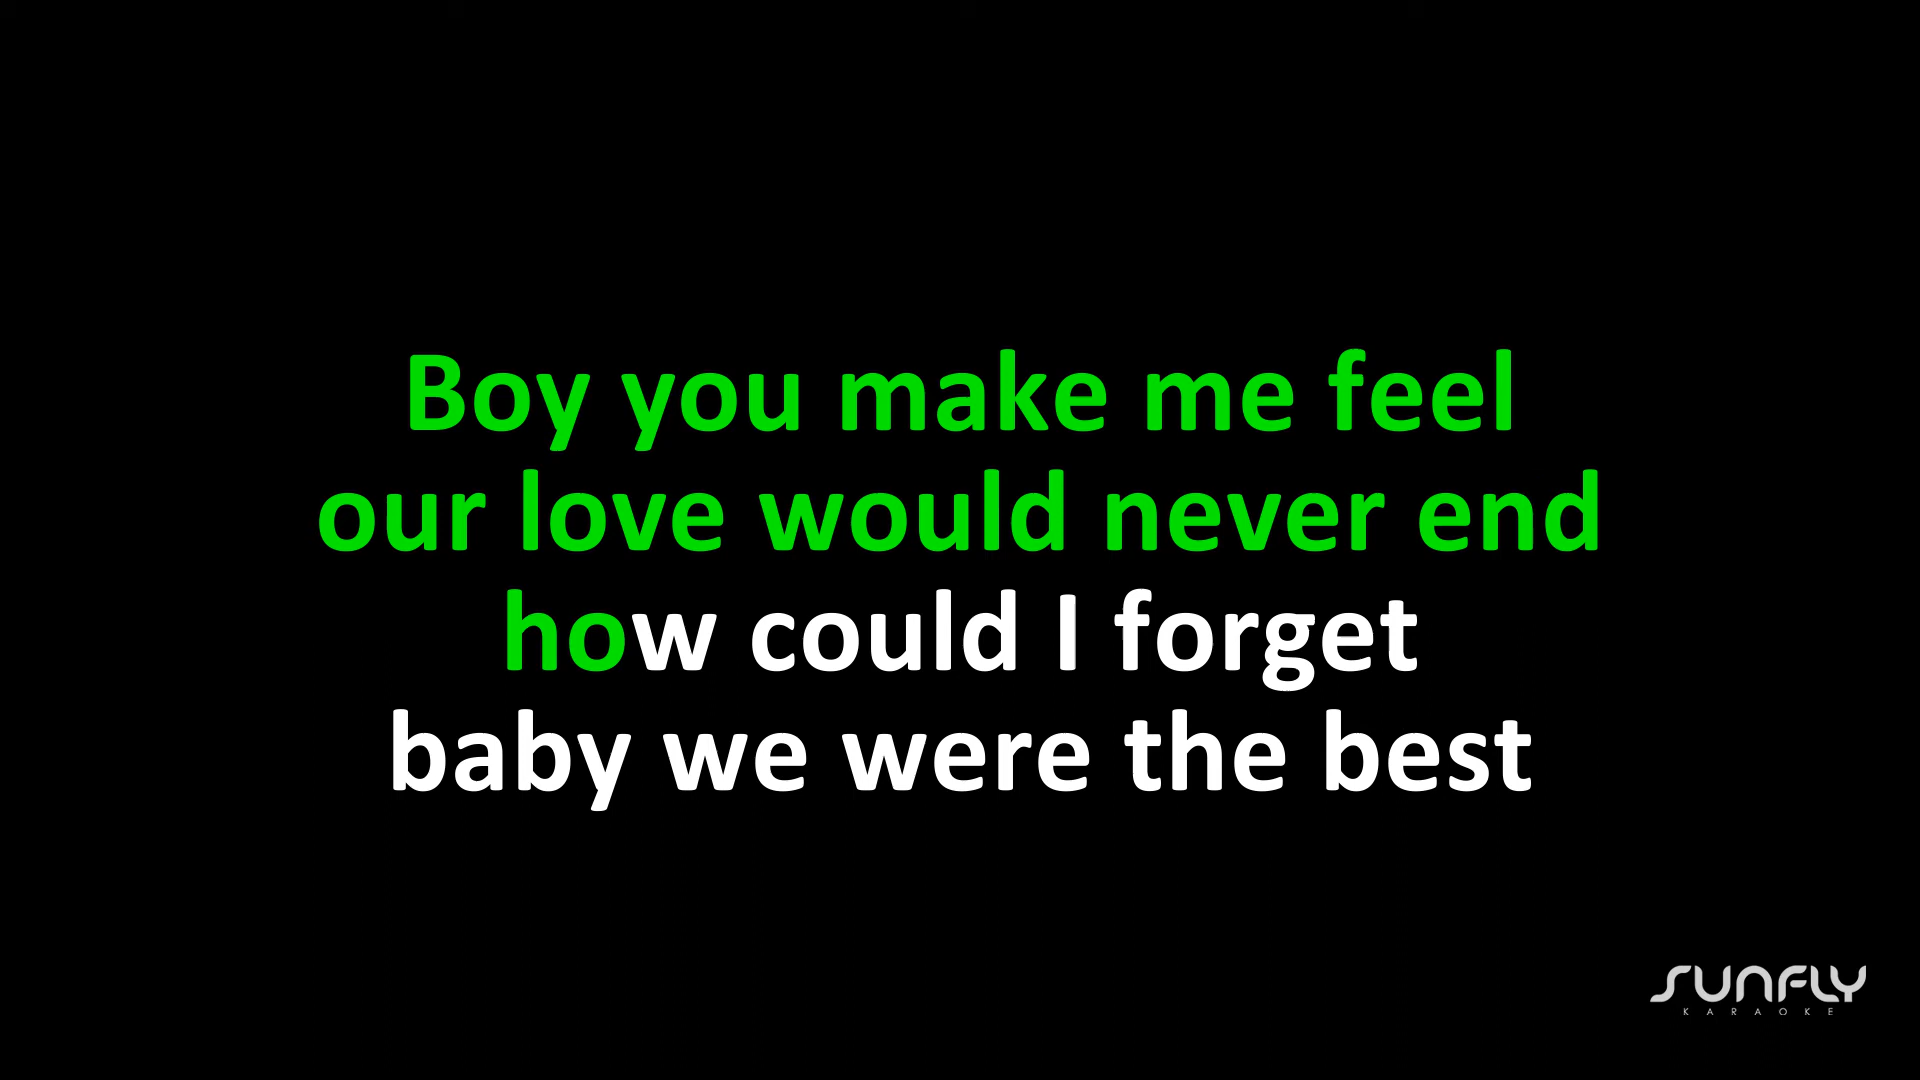 Boy you make me feel
our love would never end
how could I forget
baby we were the best
SUNFLY
KARAOKE